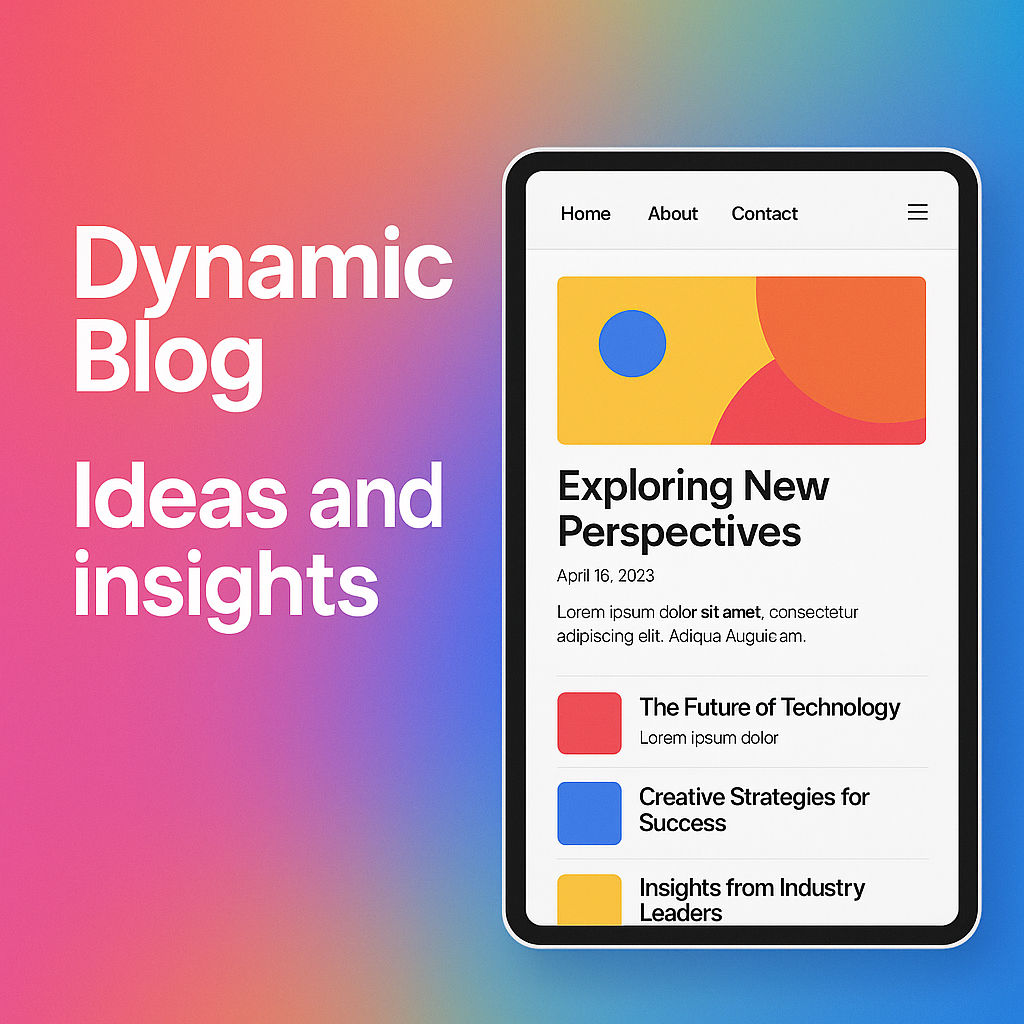 Dynamic
Blog
Ideas and
insights
Home About Contact
Exploring New
Perspectives
April 16, 2023
Lorem ipsum dolor sit amet, consectetur
adipiscing elit. Adiqua Auguic am.
The Future of Technology
Lorem ipsum dolor
Creative Strategies for
Success
Insights from Industry
Leaders